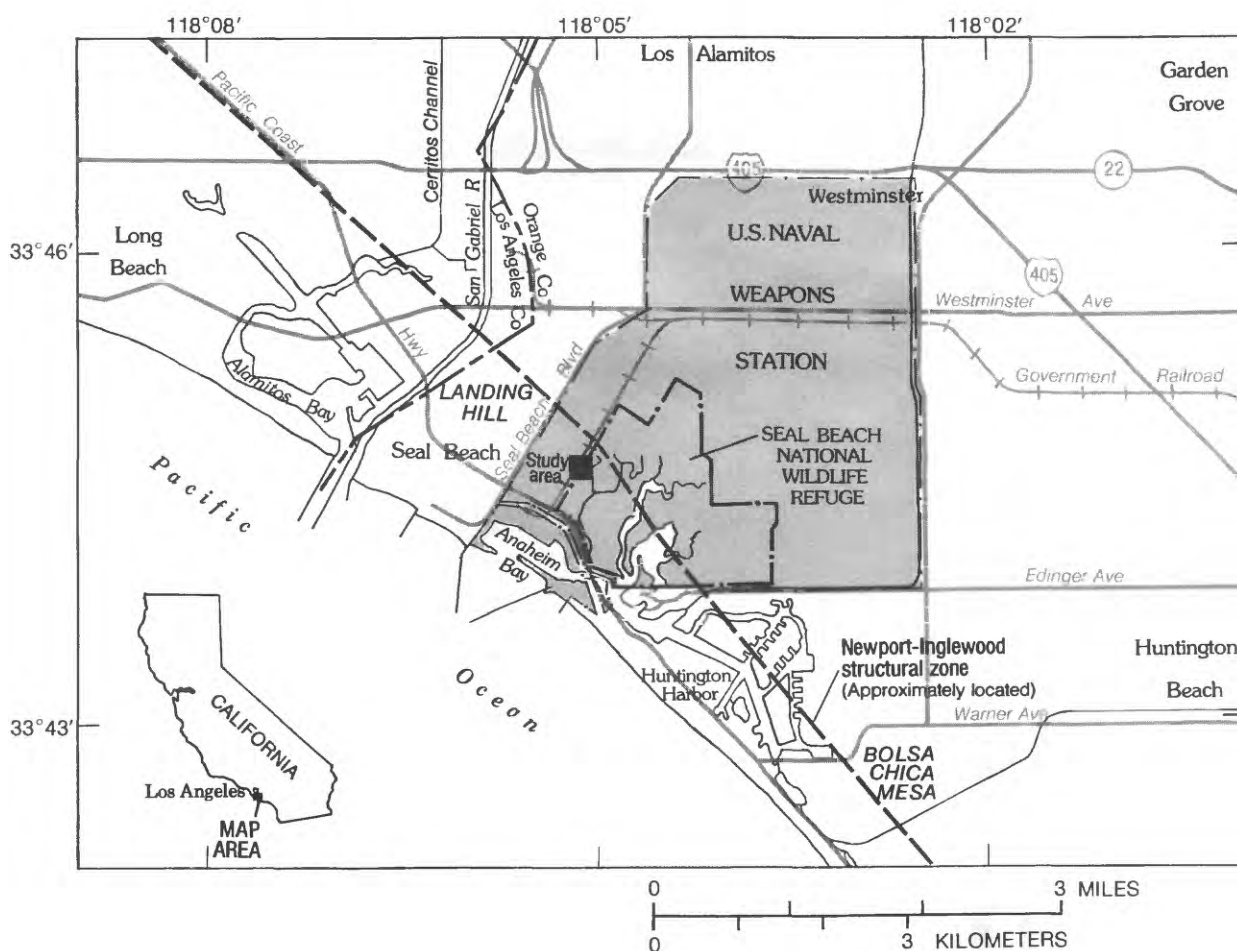 118°08′
118°05′
118°02′
Los Alamitos
Garden
Grove
Pacific Coast
Cerritos Channel
San Gabriel R
Orange Co
Los Angeles Co
405
22
Westminster
33°46′
Long
Beach
U.S. NAVAL
WEAPONS
STATION
405
Westminster Ave
Hwy
Alamitos Bay
LANDING
HILL
Seal Beach Blvd
Government Railroad
Seal Beach
Study
area
SEAL BEACH
NATIONAL
WILDLIFE
REFUGE
Pacific
Anaheim
Bay
Edinger Ave
Ocean
Huntington
Harbor
Newport-Inglewood
structural zone
(Approximately located)
Huntington
Beach
33°43′
Warner Ave
CALIFORNIA
BOLSA
CHICA
MESA
Los Angeles
MAP
AREA
0 3 MILES
0 3 KILOMETERS